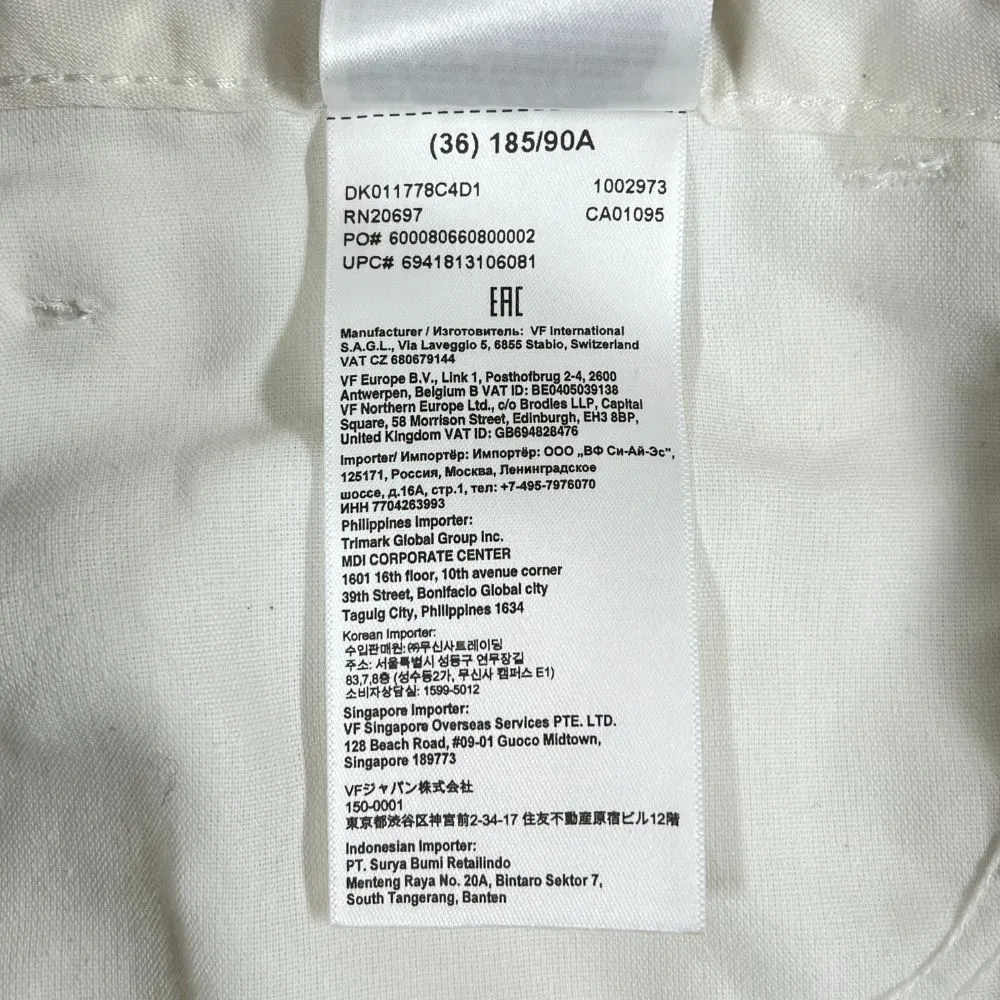 (36) 185/90A
DK011778C4D1 1002973
RN20697 CA01095
PO# 600080660800002
UPC# 6941813106081
EAC
Manufacturer / Изготовитель: VF International
S.A.G.L., Via Laveggio 5, 6855 Stabio, Switzerland
VAT CZ 680679144
VF Europe B.V., Link 1, Posthofbrug 2-4, 2600
Antwerpen, Belgium B VAT ID: BE0405039138
VF Northern Europe Ltd., c/o Brodies LLP, Capital
Square, 58 Morrison Street, Edinburgh, EH3 8BP,
United Kingdom VAT ID: GB694828476
Importer/ Импортёр: Импортёр: ООО „ВФ Си-Ай-Эс“,
125171, Россия, Москва, Ленинградское
шоссе, д.16А, стр.1, тел: +7-495-7976070
ИНН 7704263993
Philippines Importer:
Trimark Global Group Inc.
MDI CORPORATE CENTER
1601 16th floor, 10th avenue corner
39th Street, Bonifacio Global city
Taguig City, Philippines 1634
Korean Importer:
수입판매원:㈜무신사트레이딩
주소: 서울특별시 성동구 연무장길
83,7,8층 (성수동2가, 무신사 캠퍼스 E1)
소비자상담실: 1599-5012
Singapore Importer:
VF Singapore Overseas Services PTE. LTD.
128 Beach Road, #09-01 Guoco Midtown,
Singapore 189773
VFジャパン株式会社
150-0001
東京都渋谷区神宮前2-34-17 住友不動産原宿ビル12階
Indonesian Importer:
PT. Surya Bumi Retailindo
Menteng Raya No. 20A, Bintaro Sektor 7,
South Tangerang, Banten